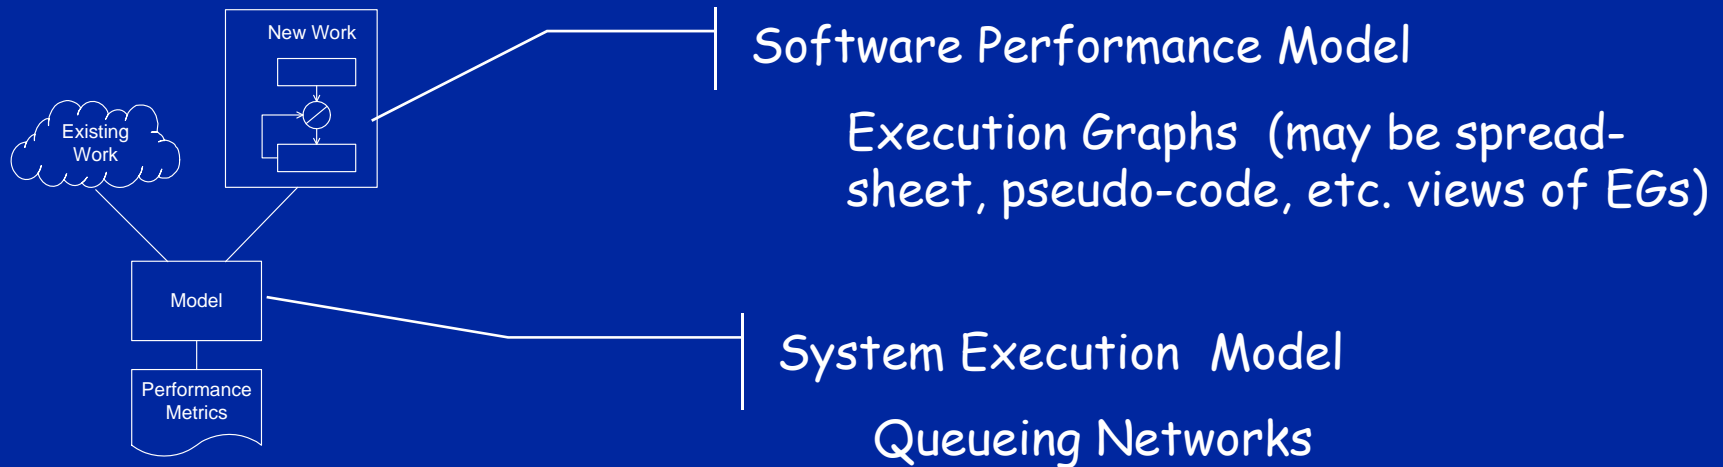 New Work
Existing
Work
Model
Performance
Metrics
Software Performance Model
Execution Graphs (may be spread-
sheet, pseudo-code, etc. views of EGs)
System Execution Model
Queueing Networks